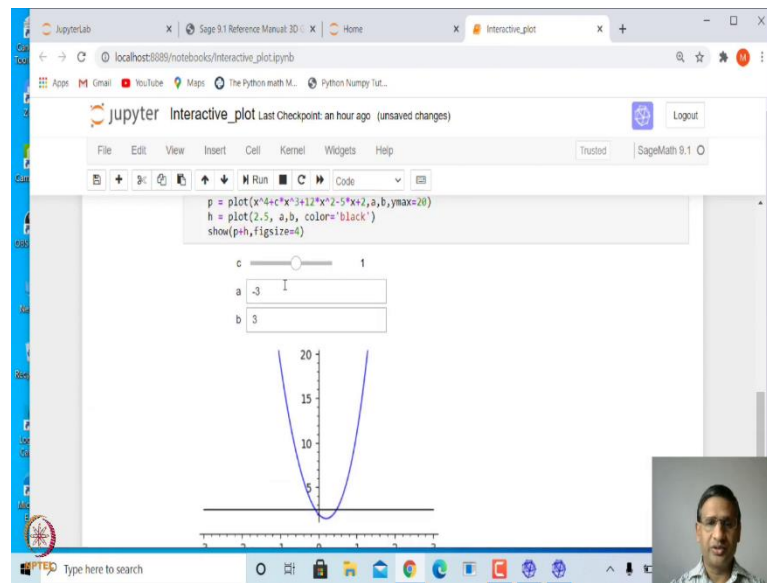 JupyterLab
Sage 9.1 Reference Manual: 3D G
Home
Interactive_plot
localhost:8889/notebooks/Interactive_plot.ipynb
Apps
Gmail
YouTube
Maps
The Python math M...
Python Numpy Tut...
M
jupyter Interactive_plot Last Checkpoint: an hour ago (unsaved changes)
Logout
File Edit View Insert Cell Kernel Widgets Help
Trusted
SageMath 9.1
Run
Code
p = plot(x^4+c*x^3+12*x^2-5*x+2,a,b,ymax=20)
h = plot(2.5, a,b, color='black')
show(p+h,figsize=4)
c 1
a -3
b 3
20
15
10
5
NPTEL
Type here to search